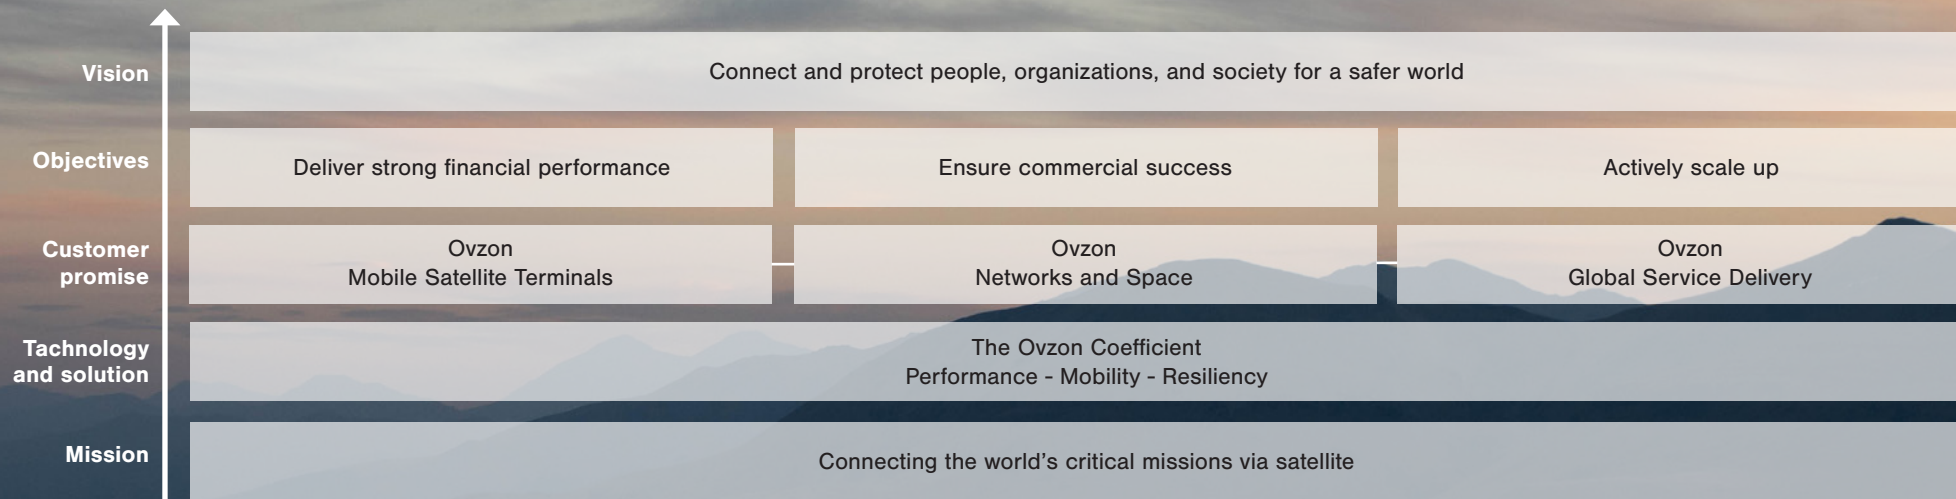 Vision
Connect and protect people, organizations, and society for a safer world
Objectives
Deliver strong financial performance
Ensure commercial success
Actively scale up
Customer
promise
Ovzon
Mobile Satellite Terminals
Ovzon
Networks and Space
Ovzon
Global Service Delivery
Tachnology
and solution
The Ovzon Coefficient
Performance - Mobility - Resiliency
Mission
Connecting the world's critical missions via satellite